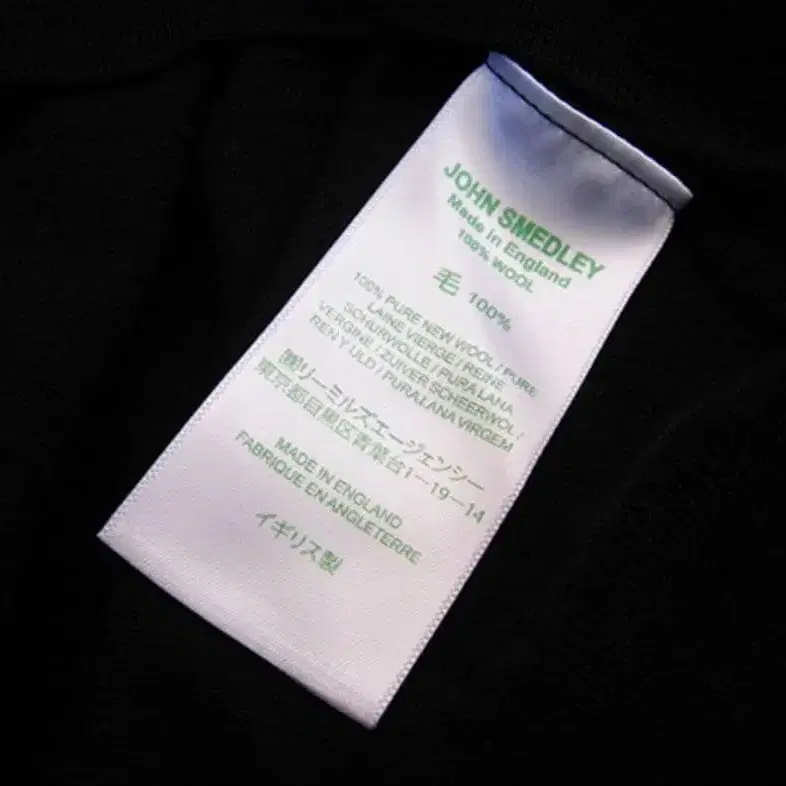 JOHN SMEDLEY
Made in England
100% WOOL
毛 100%
100% PURE NEW WOOL / PURE
LAINE VIERGE / REINE
SCHURWOLLE / PURA LANA
VERGINE / ZUIVER SCHEERWOL /
REN Y ULD / PURA LANA VIRGEM
㈱リーミルズエージェンシー
東京都目黒区青葉台1-19-14
MADE IN ENGLAND
FABRIQUE EN ANGLETERRE
イギリス製